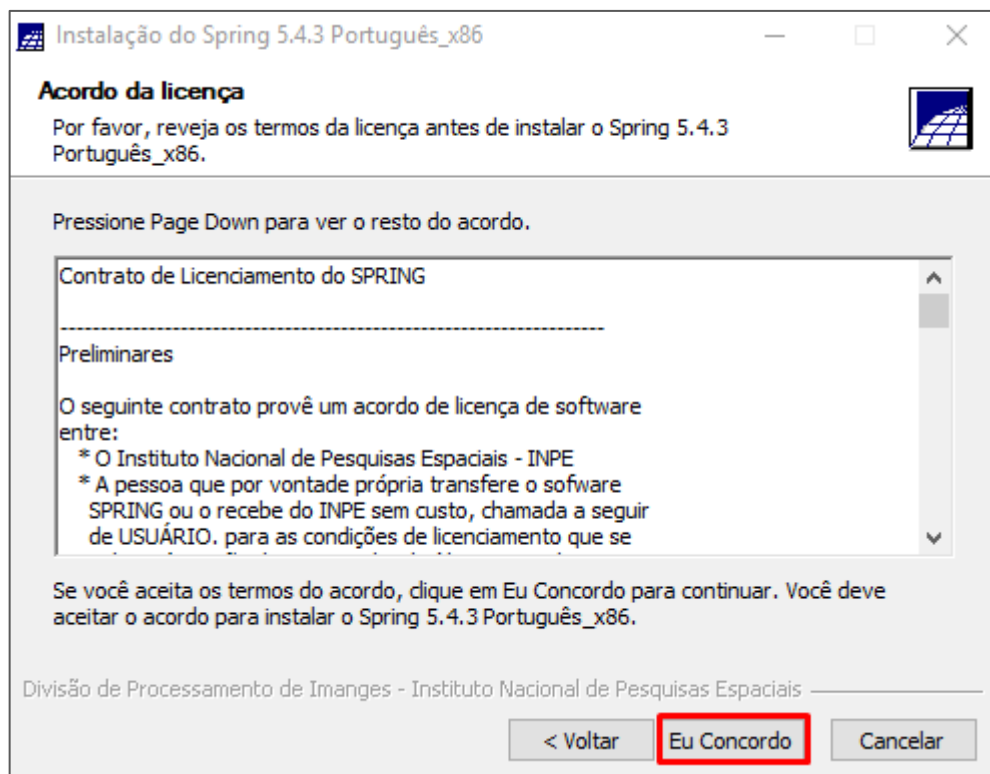 Instalação do Spring 5.4.3 Português_x86
Acordo da licença
Por favor, reveja os termos da licença antes de instalar o Spring 5.4.3
Português_x86.
Pressione Page Down para ver o resto do acordo.
Contrato de Licenciamento do SPRING
--------------------------------------------------------------------
Preliminares
O seguinte contrato provê um acordo de licença de software
entre:
* O Instituto Nacional de Pesquisas Espaciais - INPE
* A pessoa que por vontade própria transfere o sofware
SPRING ou o recebe do INPE sem custo, chamada a seguir
de USUÁRIO. para as condições de licenciamento que se
Se você aceita os termos do acordo, clique em Eu Concordo para continuar. Você deve
aceitar o acordo para instalar o Spring 5.4.3 Português_x86.
Divisão de Processamento de Imanges - Instituto Nacional de Pesquisas Espaciais
< Voltar Eu Concordo Cancelar